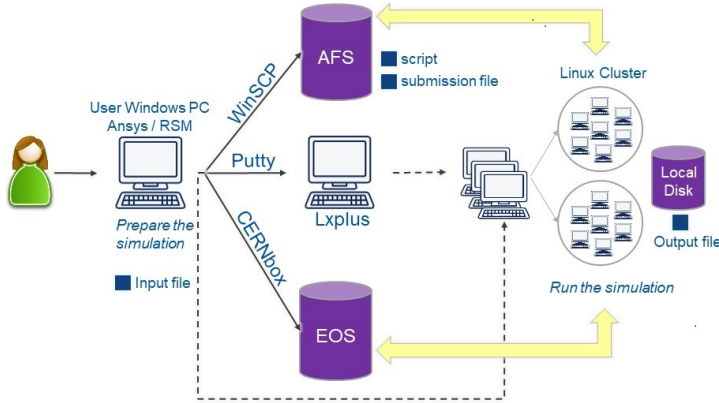 AFS
script
submission file
Linux Cluster
User Windows PC
Ansys / RSM
WinSCP
Putty
Lxplus
Local
Disk
Prepare the
simulation
CERNbox
Output file
Input file
Run the simulation
EOS